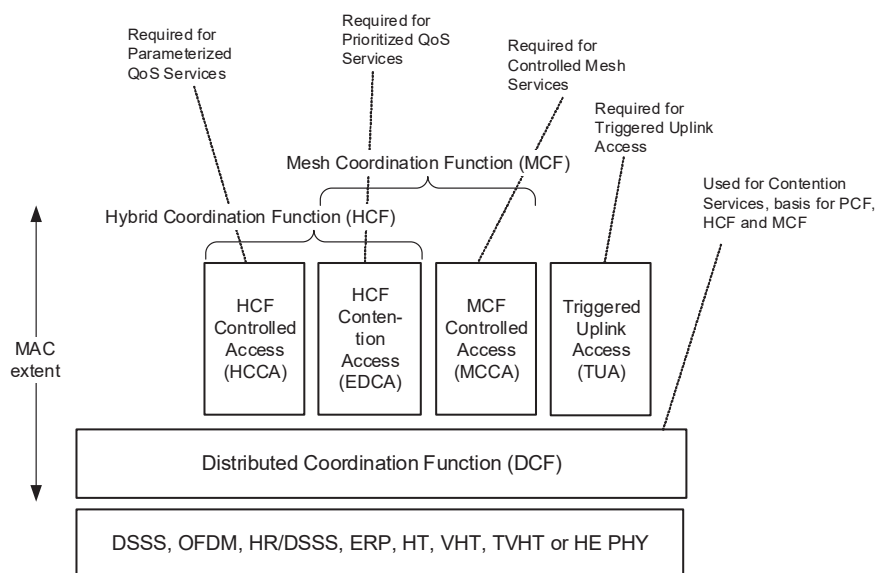 Required for
Parameterized
QoS Services
Required for
Prioritized QoS
Services
Required for
Controlled Mesh
Services
Required for
Triggered Uplink
Access
Mesh Coordination Function (MCF)
Used for Contention
Services, basis for PCF,
HCF and MCF
Hybrid Coordination Function (HCF)
MAC
extent
HCF
Controlled
Access
(HCCA)
HCF
Conten-
tion
Access
(EDCA)
MCF
Controlled
Access
(MCCA)
Triggered
Uplink
Access
(TUA)
Distributed Coordination Function (DCF)
DSSS, OFDM, HR/DSSS, ERP, HT, VHT, TVHT or HE PHY